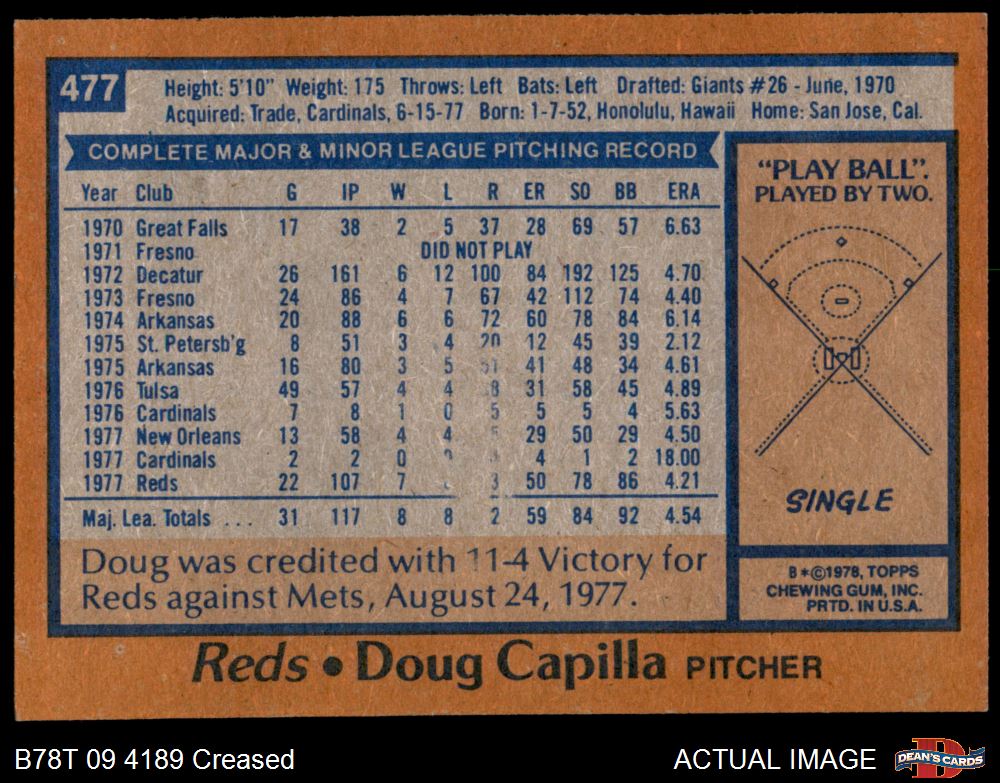 477
Height: 5'10" Weight: 175 Throws: Left Bats: Left Drafted: Giants #26 - June, 1970
Acquired: Trade, Cardinals, 6-15-77 Born: 1-7-52, Honolulu, Hawaii Home: San Jose, Cal.
COMPLETE MAJOR & MINOR LEAGUE PITCHING RECORD
Year Club G IP W L R ER SO BB ERA
1970 Great Falls 17 38 2 5 37 28 69 57 6.63
1971 Fresno DID NOT PLAY
1972 Decatur 26 161 6 12 100 84 192 125 4.70
1973 Fresno 24 86 4 7 67 42 112 74 4.40
1974 Arkansas 20 88 6 6 72 60 78 84 6.14
1975 St. Petersb'g 8 51 3 4 20 12 45 39 2.12
1975 Arkansas 16 80 3 5 41 48 34 4.61
1976 Tulsa 49 57 4 4 31 58 45 4.89
1976 Cardinals 7 8 1 0 5 5 5 4 5.63
1977 New Orleans 13 58 4 4 29 50 29 4.50
1977 Cardinals 2 2 0 4 1 2 18.00
1977 Reds 22 107 7 50 78 86 4.21
Maj. Lea. Totals ... 31 117 8 8 59 84 92 4.54
Doug was credited with 11-4 Victory for
Reds against Mets, August 24, 1977.
"PLAY BALL".
PLAYED BY TWO.
SINGLE
B*©1978, TOPPS
CHEWING GUM, INC.
PRTD. IN U.S.A.
Reds • Doug Capilla PITCHER
B78T 09 4189 Creased
ACTUAL IMAGE
D
DEAN'S CARDS